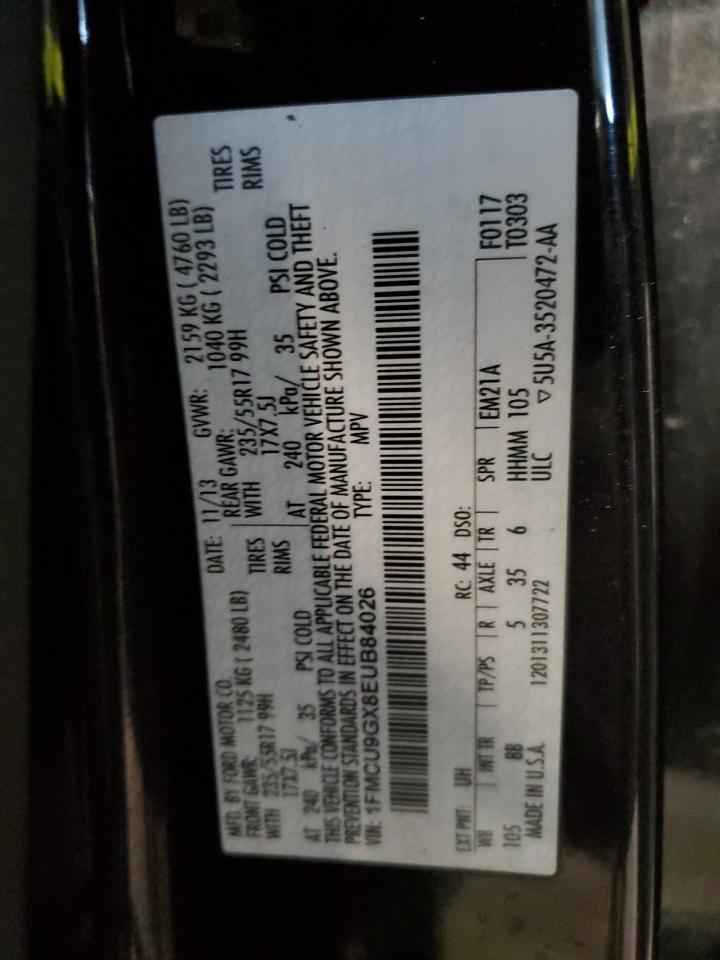 MFD. BY FORD MOTOR CO. DATE: 11/13 GVWR: 2159 KG ( 4760 LB)
FRONT GAWR: 1125 KG ( 2480 LB) REAR GAWR: 1040 KG ( 2293 LB)
WITH 235/55R17 99H TIRES WITH 235/55R17 99H TIRES
17X7.5J RIMS 17X7.5J RIMS
AT 240 kPa/ 35 PSI COLD AT 240 kPa/ 35 PSI COLD
THIS VEHICLE CONFORMS TO ALL APPLICABLE FEDERAL MOTOR VEHICLE SAFETY AND THEFT
PREVENTION STANDARDS IN EFFECT ON THE DATE OF MANUFACTURE SHOWN ABOVE.
VIN: 1FMCU9GX8EUB84026 TYPE: MPV
EXT PNT: UH RC: 44 DSO:
WB INT TR TP/PS R AXLE TR SPR EM21A F0117
105 8B 5 35 6 HHMM 105 T0303
MADE IN U.S.A. 1201311307722 ULC ▽5U5A-3520472-AA